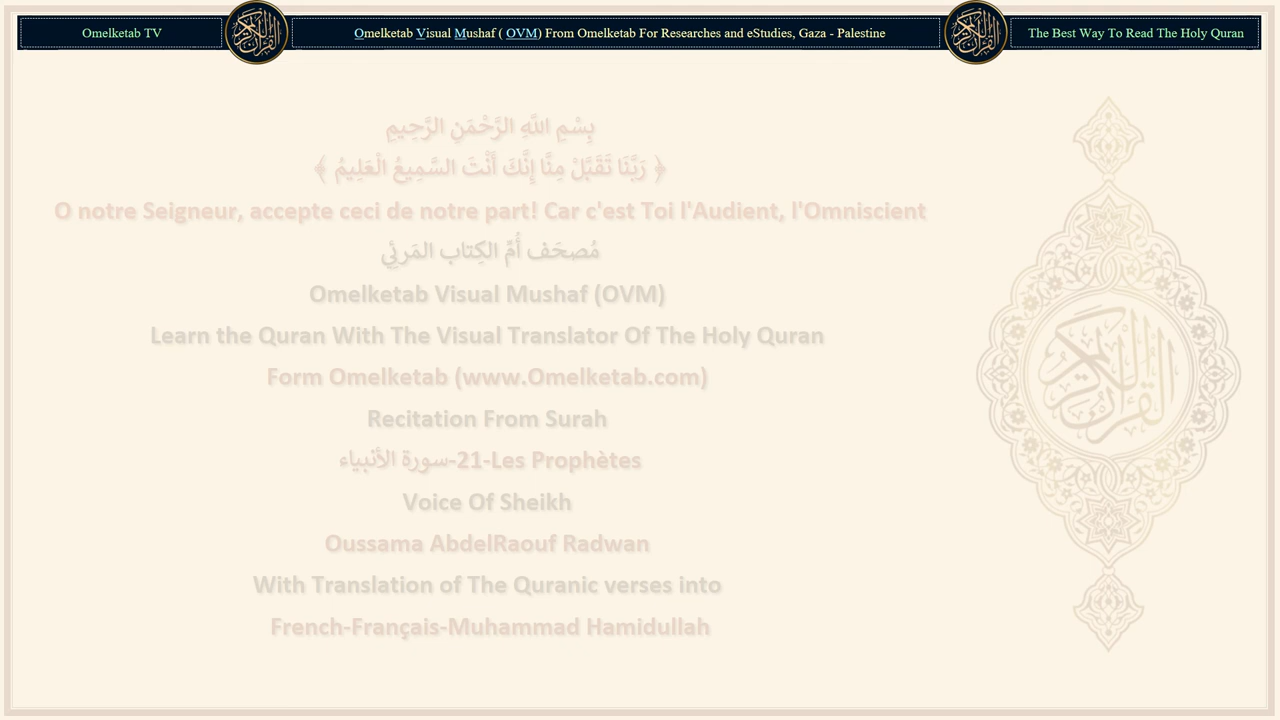 Omelketab TV
Omelketab Visual Mushaf ( OVM) From Omelketab For Researches and eStudies, Gaza - Palestine
The Best Way To Read The Holy Quran
بِسْمِ اللَّهِ الرَّحْمَنِ الرَّحِيمِ
﴿ رَبَّنَا تَقَبَّلْ مِنَّا إِنَّكَ أَنْتَ السَّمِيعُ الْعَلِيمُ ﴾
O notre Seigneur, accepte ceci de notre part! Car c'est Toi l'Audient, l'Omniscient
مُصحَف أُمِّ الكِتاب المَرئي
Omelketab Visual Mushaf (OVM)
Learn the Quran With The Visual Translator Of The Holy Quran
Form Omelketab (www.Omelketab.com)
Recitation From Surah
سورة الأنبياء-21-Les Prophètes
Voice Of Sheikh
Oussama AbdelRaouf Radwan
With Translation of The Quranic verses into
French-Français-Muhammad Hamidullah